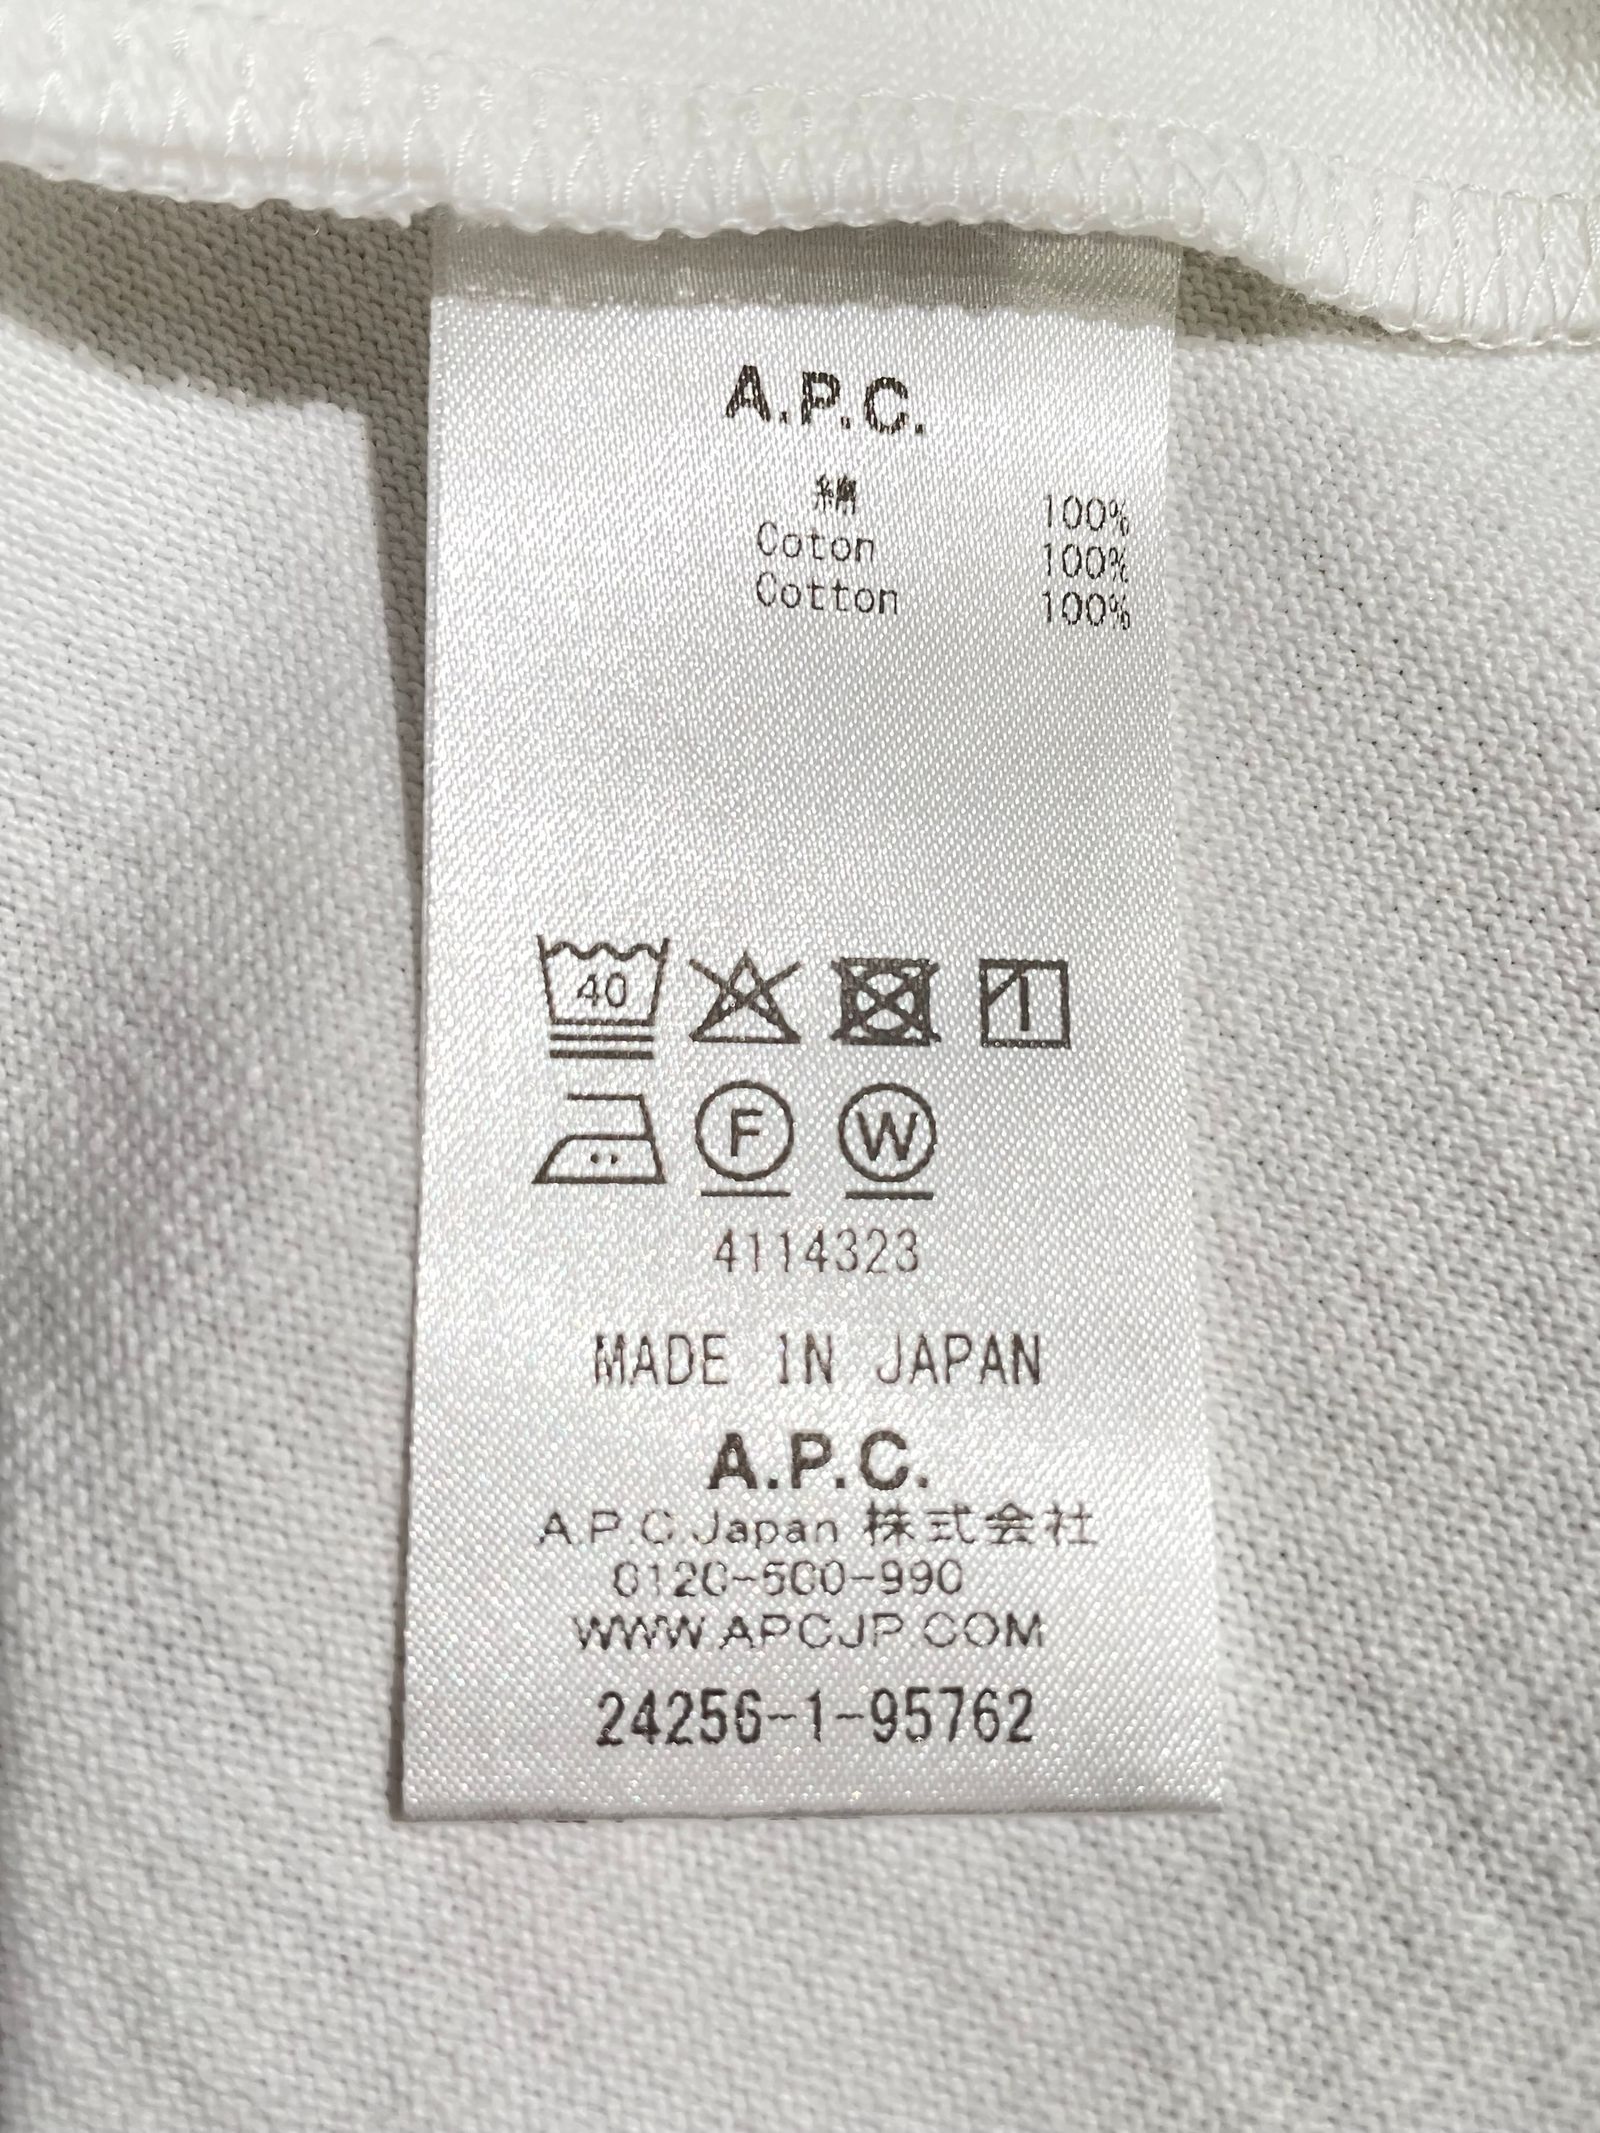 A.P.C.
綿 100%
Coton 100%
Cotton 100%
40
F W
4114323
MADE IN JAPAN
A.P.C.
A.P.C Japan 株式会社
0120-500-990
WWW.APCJP.COM
24256-1-95762